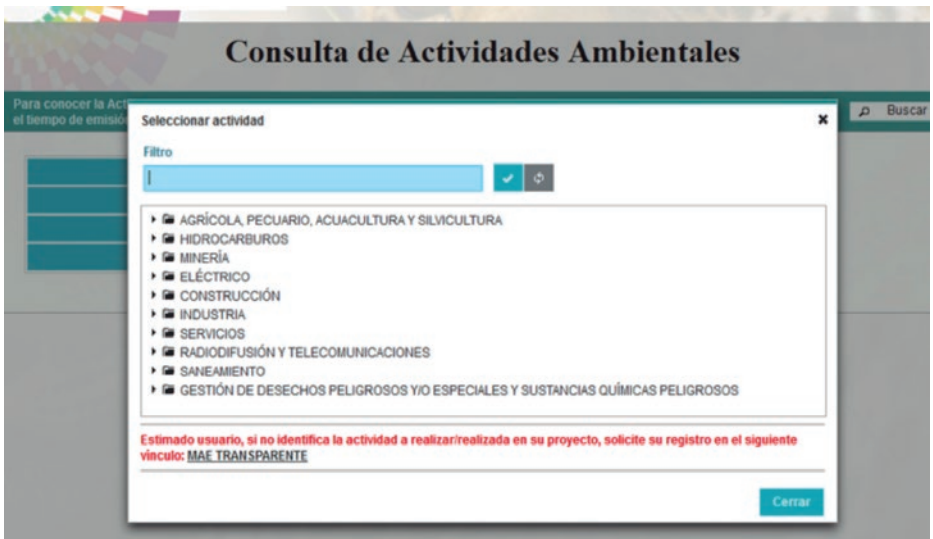 Consulta de Actividades Ambientales
Para conocer la Act
el tiempo de emisió
Buscar
Seleccionar actividad
Filtro
AGRÍCOLA, PECUARIO, ACUACULTURA Y SILVICULTURA
HIDROCARBUROS
MINERÌA
ELÉCTRICO
CONSTRUCCIÓN
INDUSTRIA
SERVICIOS
RADIODIFUSIÓN Y TELECOMUNICACIONES
SANEAMIENTO
GESTIÓN DE DESECHOS PELIGROSOS Y/O ESPECIALES Y SUSTANCIAS QUÍMICAS PELIGROSOS
Estimado usuario, si no identifica la actividad a realizar/realizada en su proyecto, solicite su registro en el siguiente
vínculo: MAE TRANSPARENTE
Cerrar